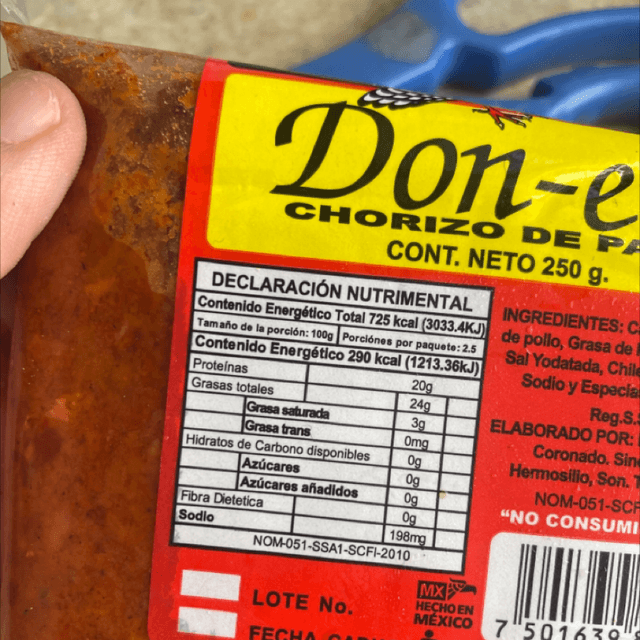 Don-e
CHORIZO DE PA
CONT. NETO 250 g.
DECLARACIÓN NUTRIMENTAL
Contenido Energético Total 725 kcal (3033.4KJ)
Tamaño de la porción: 100g Porciónes por paquete: 2.5
Contenido Energético 290 kcal (1213.36kJ)
Proteínas 20g
Grasas totales 24g
Grasa saturada 3g
Grasa trans 0mg
Hidratos de Carbono disponibles 0g
Azúcares 0g
Azúcares añadidos 0g
Fibra Dietetica 0g
Sodio 198mg
NOM-051-SSA1-SCFI-2010
INGREDIENTES: C
de pollo, Grasa de
Sal Yodatada, Chile
Sodio y Especia
Reg.S.
ELABORADO POR:
Coronado. Sin
Hermosillo, Son. T
NOM-051-SCF
"NO CONSUMI
LOTE No.
MX
HECHO EN
MÉXICO
FECHA CAD
7 501639